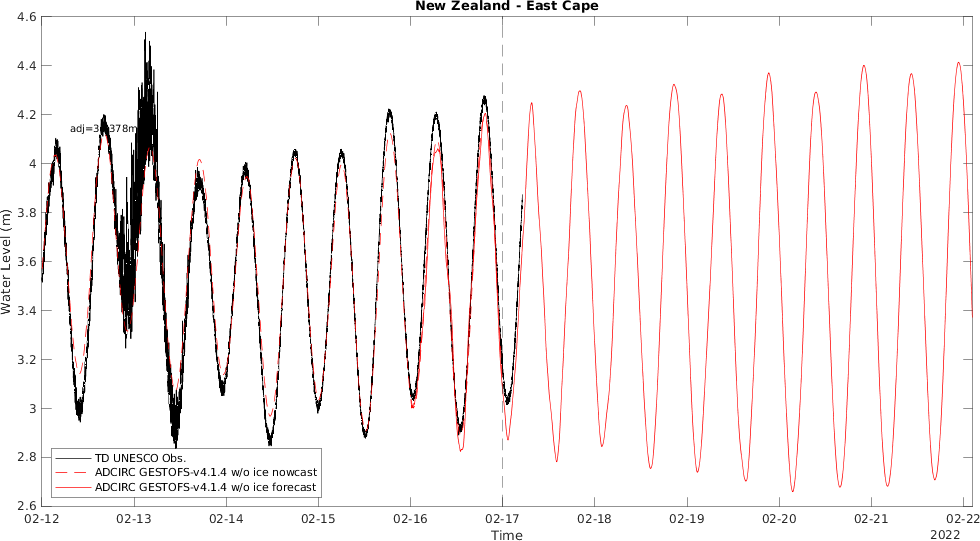 New Zealand - East Cape
4.6
4.4
4.2
4
3.8
3.6
3.4
3.2
3
2.8
2.6
Water Level (m)
TD UNESCO Obs.
ADCIRC GESTOFS-v4.1.4 w/o ice nowcast
ADCIRC GESTOFS-v4.1.4 w/o ice forecast
02-12 02-13 02-14 02-15 02-16 02-17 02-18 02-19 02-20 02-21 02-22
Time
2022